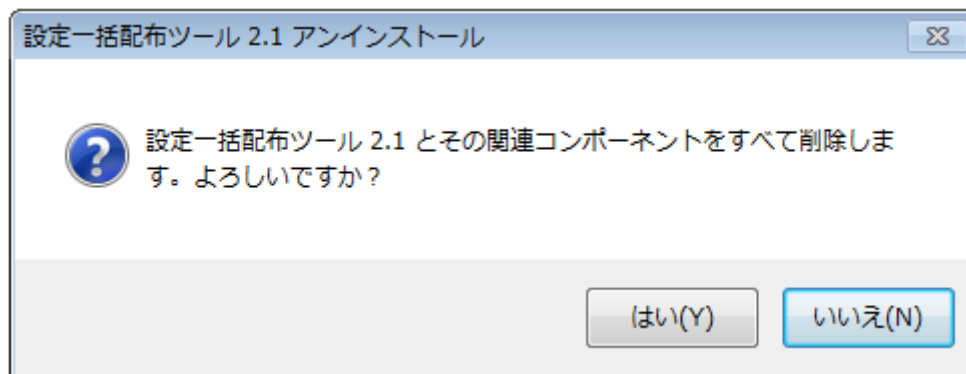 設定一括配布ツール 2.1 アンインストール
設定一括配布ツール 2.1 とその関連コンポーネントをすべて削除しま
す。よろしいですか？
はい(Y)
いいえ(N)